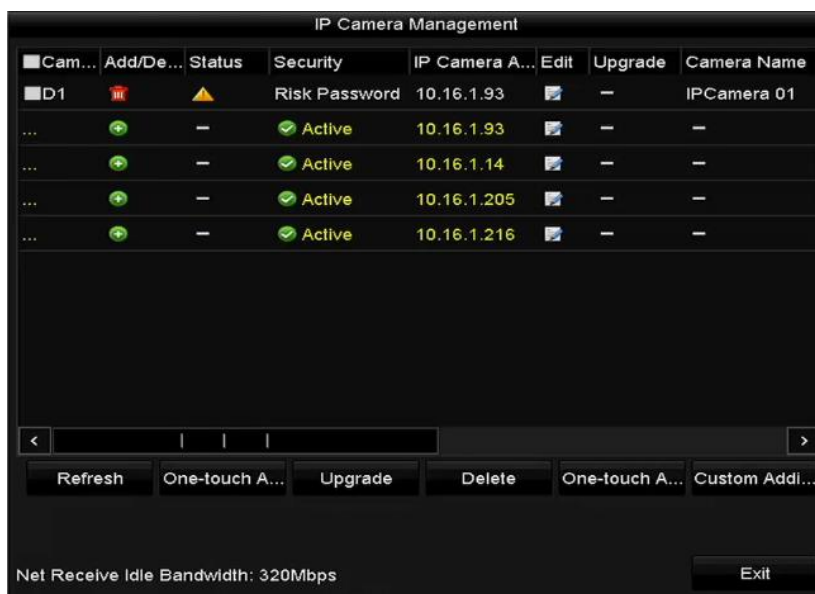 IP Camera Management
Cam... Add/De... Status Security IP Camera A... Edit Upgrade Camera Name
D1 Risk Password 10.16.1.93 — IPCamera 01
... — Active 10.16.1.93 — —
... — Active 10.16.1.14 — —
... — Active 10.16.1.205 — —
... — Active 10.16.1.216 — —
Refresh One-touch A... Upgrade Delete One-touch A... Custom Addi...
Net Receive Idle Bandwidth: 320Mbps Exit